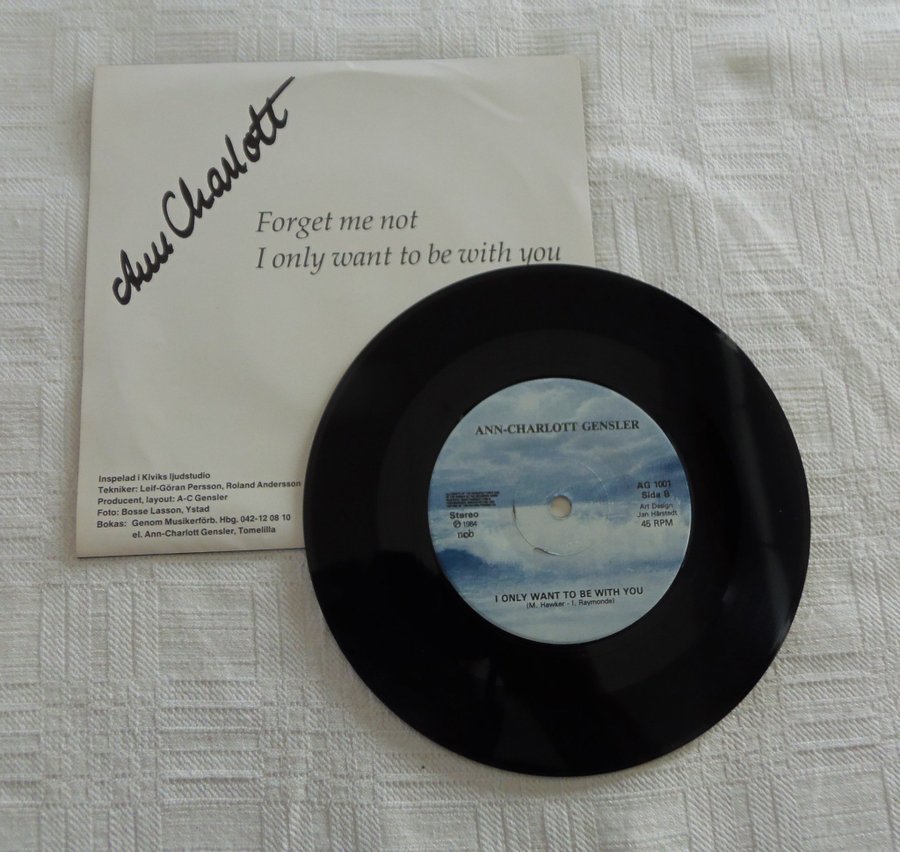 Ann Charlott
Forget me not
I only want to be with you
Inspelad i Kiviks ljudstudio
Tekniker: Leif-Göran Persson, Roland Andersson
Producent, layout: A-C Gensler
Foto: Bosse Lasson, Ystad
Bokas: Genom Musikerförb. Hbg. 042-12 08 10
el. Ann-Charlott Gensler, Tomelilla
ANN-CHARLOTT GENSLER
AG 1001
Side B
Art Design
Jan Hårstedt
45 RPM
Stereo
℗ 1984
ncb
I ONLY WANT TO BE WITH YOU
(M. Hawker - I. Raymonde)